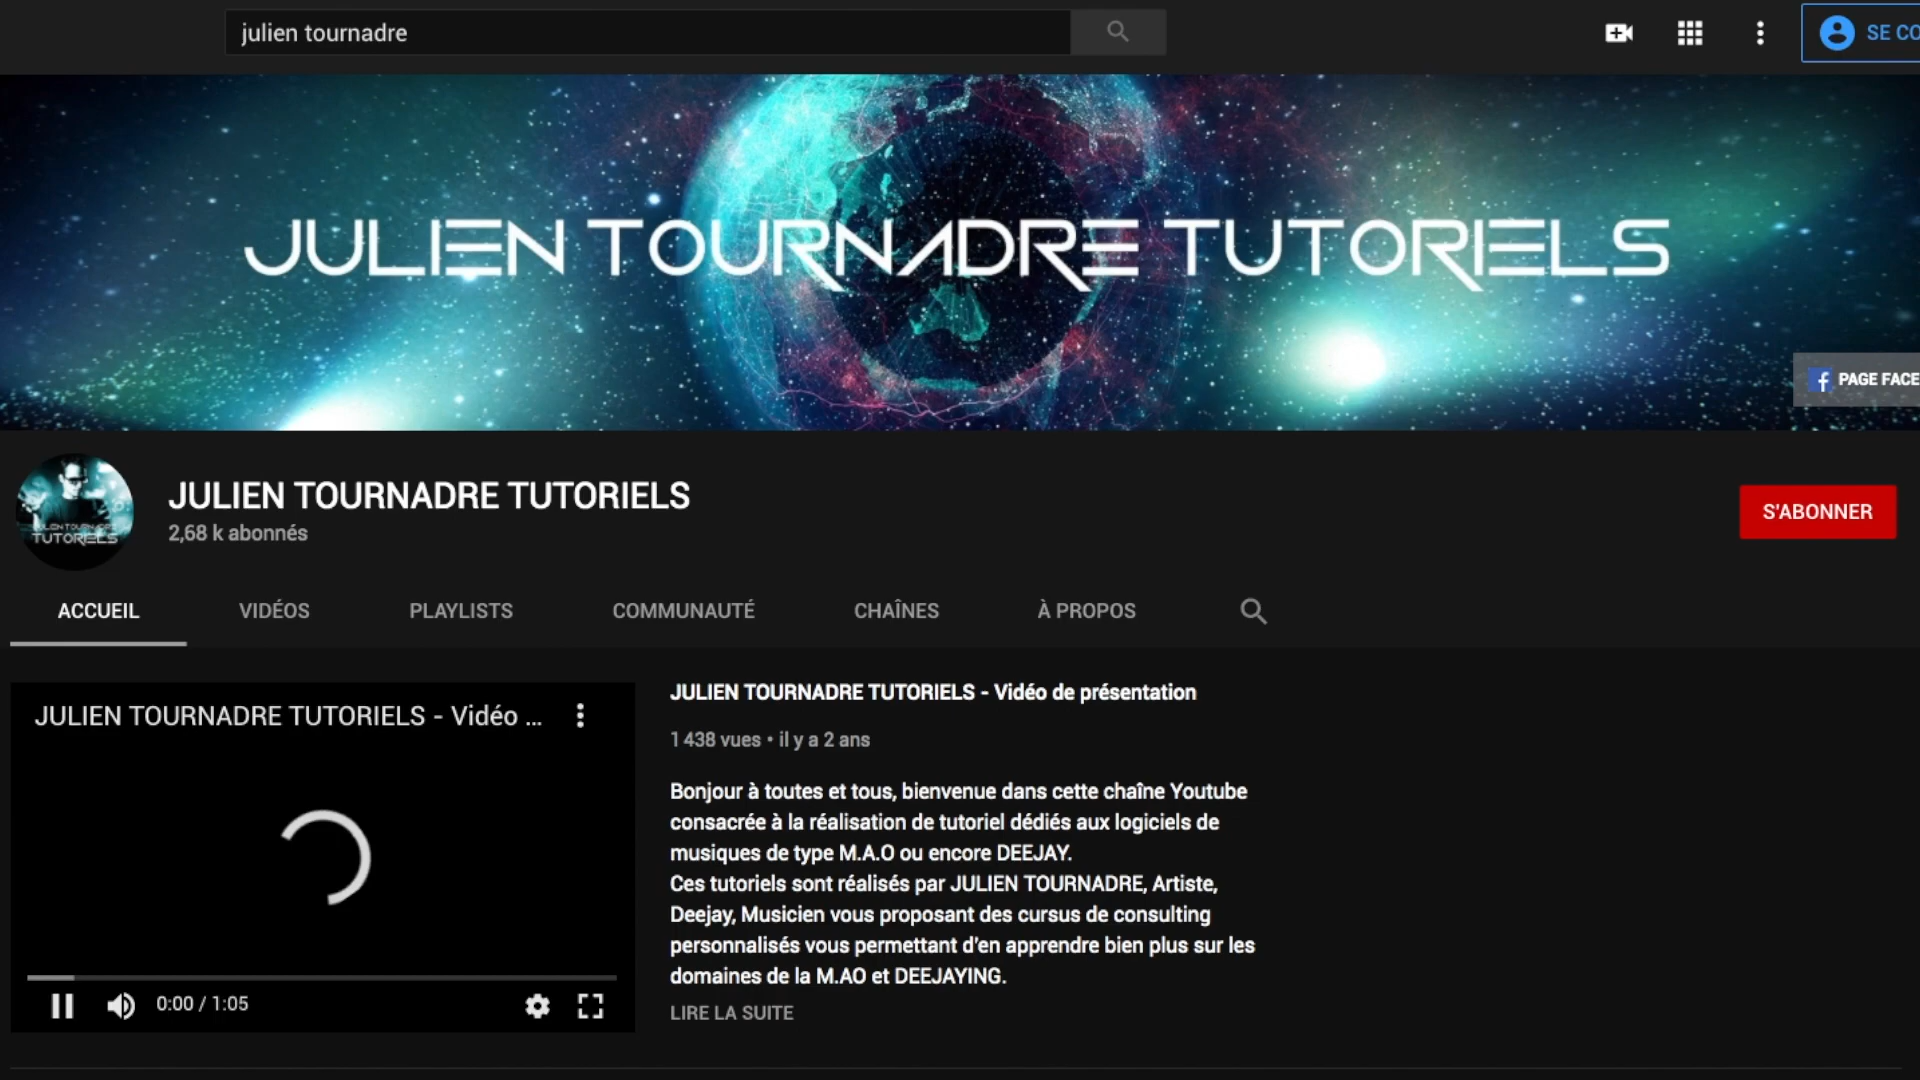 julien tournadre
SE CO
JULIEN TOURNADRE TUTORIELS
PAGE FACE
JULIEN TOURNADRE TUTORIELS
2,68 k abonnés
JULIEN TOURNADRE
TUTORIELS
S'ABONNER
ACCUEIL VIDÉOS PLAYLISTS COMMUNAUTÉ CHAÎNES À PROPOS
JULIEN TOURNADRE TUTORIELS - Vidéo ...
0:00 / 1:05
JULIEN TOURNADRE TUTORIELS - Vidéo de présentation
1 438 vues • il y a 2 ans
Bonjour à toutes et tous, bienvenue dans cette chaîne Youtube
consacrée à la réalisation de tutoriel dédiés aux logiciels de
musiques de type M.A.O ou encore DEEJAY.
Ces tutoriels sont réalisés par JULIEN TOURNADRE, Artiste,
Deejay, Musicien vous proposant des cursus de consulting
personnalisés vous permettant d'en apprendre bien plus sur les
domaines de la M.AO et DEEJAYING.
LIRE LA SUITE